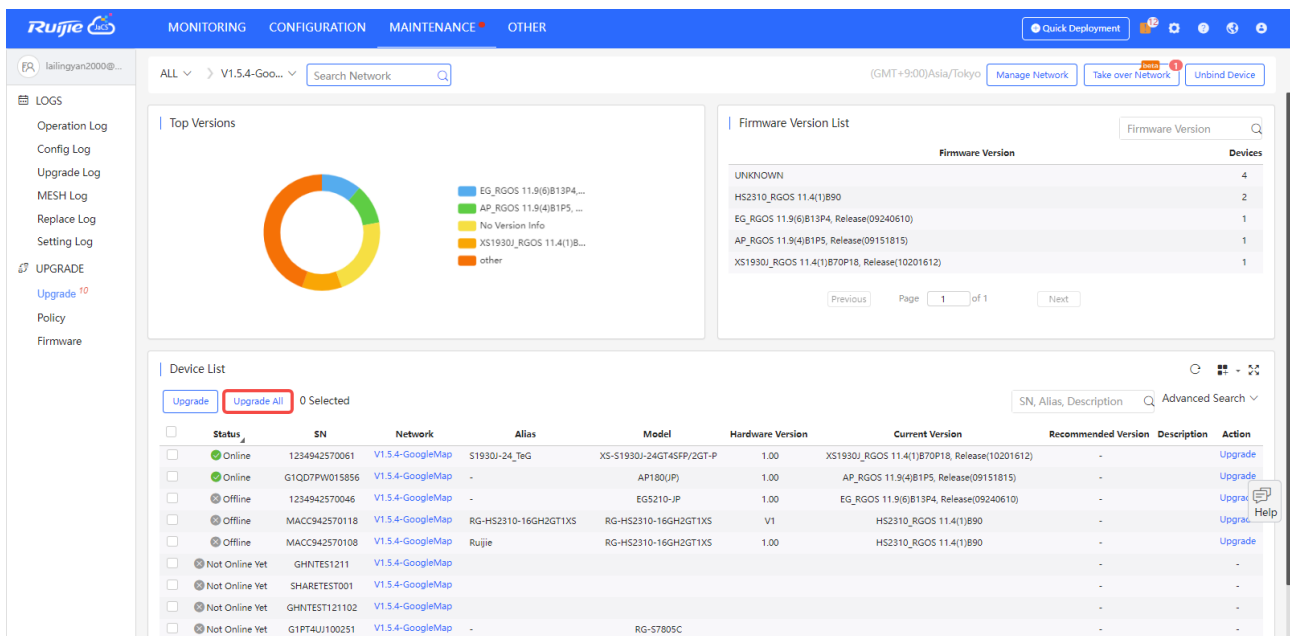 Ruijie JaCS MONITORING CONFIGURATION MAINTENANCE OTHER Quick Deployment 12
lailingyan2000@...
ALL V1.5.4-Goo... Search Network (GMT+9:00)Asia/Tokyo Manage Network Take over Network beta 1 Unbind Device
LOGS
Operation Log
Config Log
Upgrade Log
MESH Log
Replace Log
Setting Log
UPGRADE
Upgrade 10
Policy
Firmware
Top Versions
EG_RGOS 11.9(6)B13P4,...
AP_RGOS 11.9(4)B1P5, ...
No Version Info
XS1930J_RGOS 11.4(1)B...
other
Firmware Version List
Firmware Version
Firmware Version Devices
UNKNOWN 4
HS2310_RGOS 11.4(1)B90 2
EG_RGOS 11.9(6)B13P4, Release(09240610) 1
AP_RGOS 11.9(4)B1P5, Release(09151815) 1
XS1930J_RGOS 11.4(1)B70P18, Release(10201612) 1
Previous Page 1 of 1 Next
Device List
Upgrade Upgrade All 0 Selected SN, Alias, Description Advanced Search
Status SN Network Alias Model Hardware Version Current Version Recommended Version Description Action
Online 1234942570061 V1.5.4-GoogleMap S1930J-24_TeG XS-S1930J-24GT4SFP/2GT-P 1.00 XS1930J_RGOS 11.4(1)B70P18, Release(10201612) - Upgrade
Online G1QD7PW015856 V1.5.4-GoogleMap - AP180(JP) 1.00 AP_RGOS 11.9(4)B1P5, Release(09151815) - Upgrade
Offline 1234942570046 V1.5.4-GoogleMap - EG5210-JP 1.00 EG_RGOS 11.9(6)B13P4, Release(09240610) - Upgrad
Offline MACC942570118 V1.5.4-GoogleMap RG-HS2310-16GH2GT1XS RG-HS2310-16GH2GT1XS V1 HS2310_RGOS 11.4(1)B90 - Upgrad
Help
Offline MACC942570108 V1.5.4-GoogleMap Ruijie RG-HS2310-16GH2GT1XS 1.00 HS2310_RGOS 11.4(1)B90 - Upgrade
Not Online Yet GHNTES1211 V1.5.4-GoogleMap - -
Not Online Yet SHARETEST001 V1.5.4-GoogleMap - -
Not Online Yet GHNTEST121102 V1.5.4-GoogleMap - -
Not Online Yet G1PT4UJ100251 V1.5.4-GoogleMap - RG-S7805C - -